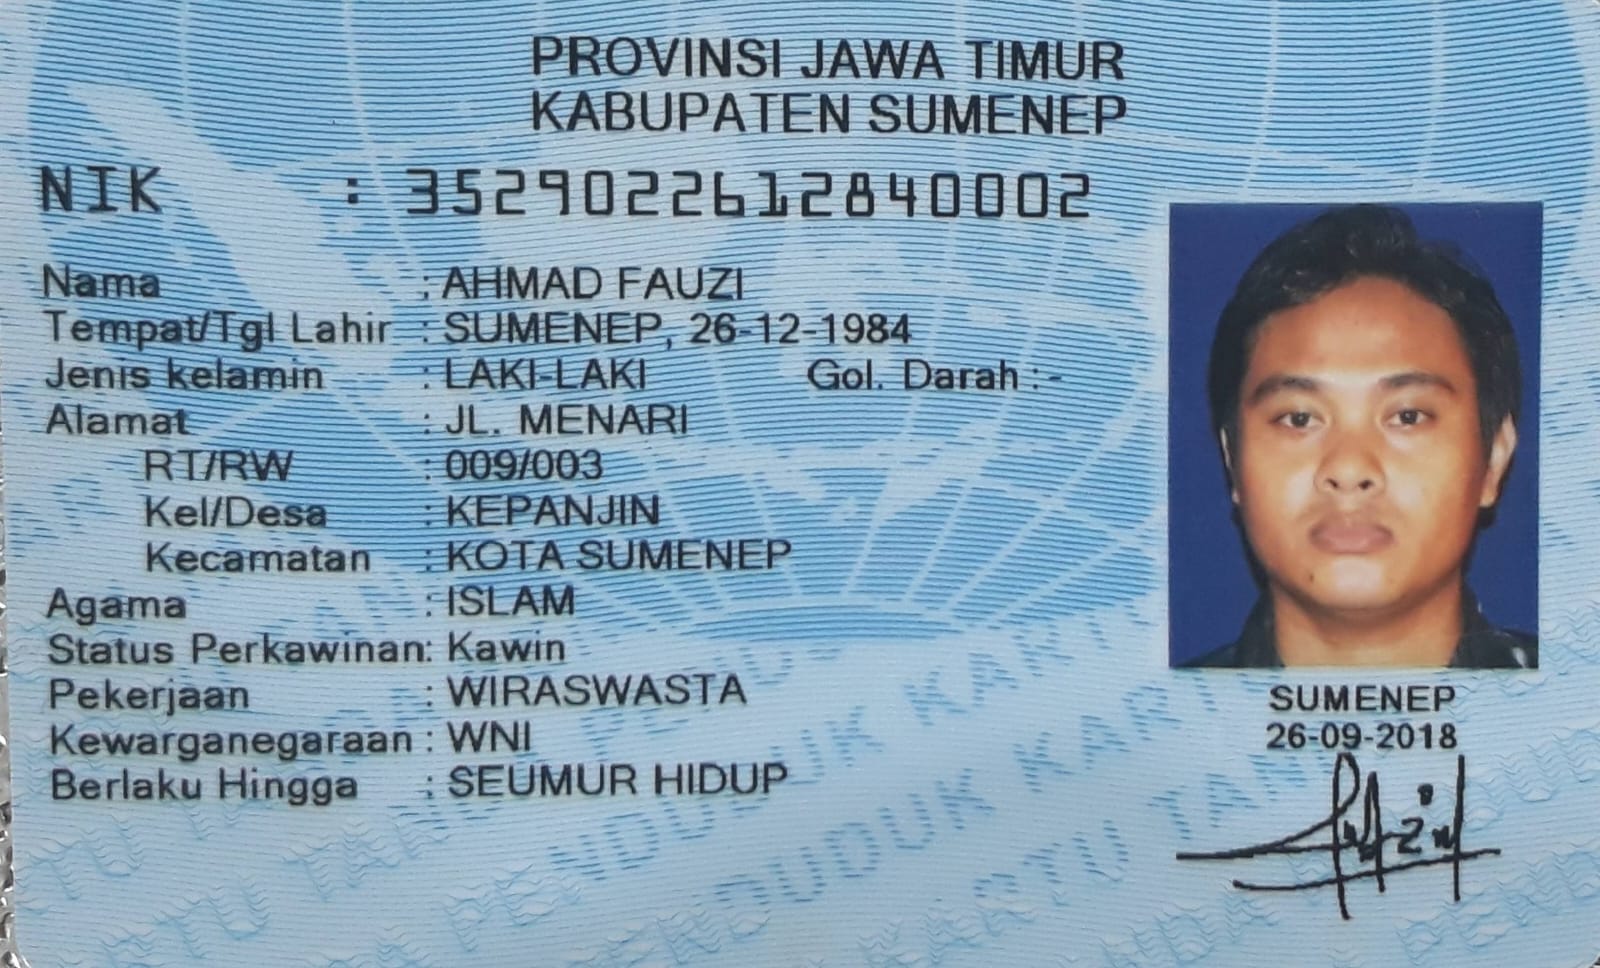 PROVINSI JAWA TIMUR
KABUPATEN SUMENEP
NIK : 3529022612840002
Nama : AHMAD FAUZI
Tempat/Tgl Lahir : SUMENEP, 26-12-1984
Jenis kelamin : LAKI-LAKI Gol. Darah : -
Alamat : JL. MENARI
RT/RW : 009/003
Kel/Desa : KEPANJIN
Kecamatan : KOTA SUMENEP
Agama : ISLAM
Status Perkawinan: Kawin
Pekerjaan : WIRASWASTA
Kewarganegaraan : WNI
Berlaku Hingga : SEUMUR HIDUP
SUMENEP
26-09-2018